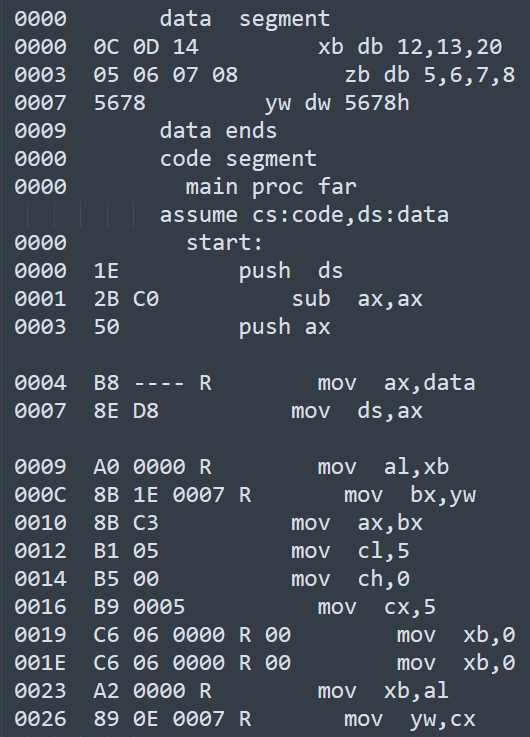 0000       data  segment
0000  0C 0D 14         xb db 12,13,20
0003  05 06 07 08        zb db 5,6,7,8
0007  5678         yw dw 5678h
0009       data ends
0000       code segment
0000         main proc far
           assume cs:code,ds:data
0000         start:
0000  1E         push  ds
0001  2B C0          sub  ax,ax
0003  50         push ax

0004  B8 ---- R        mov  ax,data
0007  8E D8          mov  ds,ax

0009  A0 0000 R        mov  al,xb
000C  8B 1E 0007 R       mov  bx,yw
0010  8B C3          mov  ax,bx
0012  B1 05          mov  cl,5
0014  B5 00          mov  ch,0
0016  B9 0005        mov  cx,5
0019  C6 06 0000 R 00        mov  xb,0
001E  C6 06 0000 R 00        mov  xb,0
0023  A2 0000 R        mov  xb,al
0026  89 0E 0007 R       mov  yw,cx